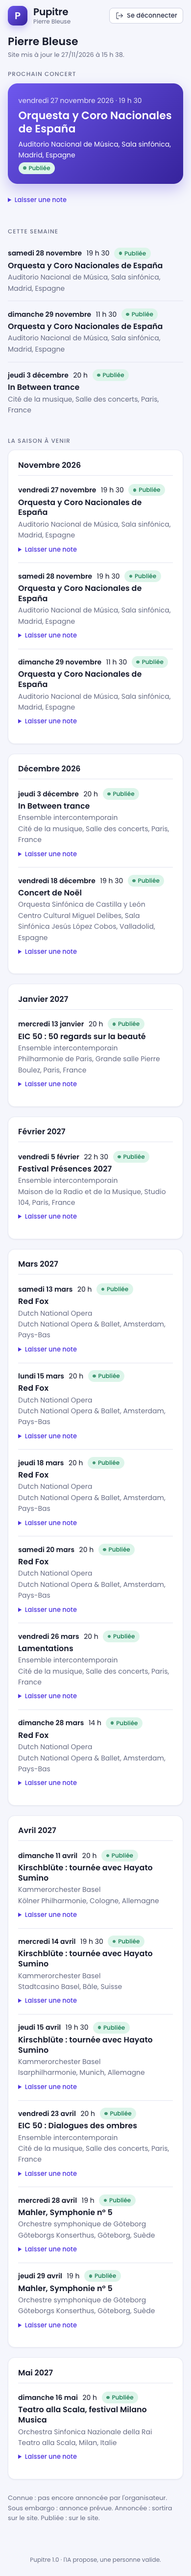 P
Pupitre
Pierre Bleuse
Se déconnecter
Pierre Bleuse
Site mis à jour le 27/11/2026 à 15 h 38.
PROCHAIN CONCERT
vendredi 27 novembre 2026 · 19 h 30
Orquesta y Coro Nacionales
de España
Auditorio Nacional de Música, Sala sinfónica,
Madrid, Espagne
Publiée
Laisser une note
CETTE SEMAINE
samedi 28 novembre 19 h 30 Publiée
Orquesta y Coro Nacionales de España
Auditorio Nacional de Música, Sala sinfónica,
Madrid, Espagne
dimanche 29 novembre 11 h 30 Publiée
Orquesta y Coro Nacionales de España
Auditorio Nacional de Música, Sala sinfónica,
Madrid, Espagne
jeudi 3 décembre 20 h Publiée
In Between trance
Cité de la musique, Salle des concerts, Paris,
France
LA SAISON À VENIR
Novembre 2026
vendredi 27 novembre 19 h 30 Publiée
Orquesta y Coro Nacionales de
España
Auditorio Nacional de Música, Sala sinfónica,
Madrid, Espagne
Laisser une note
samedi 28 novembre 19 h 30 Publiée
Orquesta y Coro Nacionales de
España
Auditorio Nacional de Música, Sala sinfónica,
Madrid, Espagne
Laisser une note
dimanche 29 novembre 11 h 30 Publiée
Orquesta y Coro Nacionales de
España
Auditorio Nacional de Música, Sala sinfónica,
Madrid, Espagne
Laisser une note
Décembre 2026
jeudi 3 décembre 20 h Publiée
In Between trance
Ensemble intercontemporain
Cité de la musique, Salle des concerts, Paris,
France
Laisser une note
vendredi 18 décembre 19 h 30 Publiée
Concert de Noël
Orquesta Sinfónica de Castilla y León
Centro Cultural Miguel Delibes, Sala
Sinfónica Jesús López Cobos, Valladolid,
Espagne
Laisser une note
Janvier 2027
mercredi 13 janvier 20 h Publiée
EIC 50 : 50 regards sur la beauté
Ensemble intercontemporain
Philharmonie de Paris, Grande salle Pierre
Boulez, Paris, France
Laisser une note
Février 2027
vendredi 5 février 22 h 30 Publiée
Festival Présences 2027
Ensemble intercontemporain
Maison de la Radio et de la Musique, Studio
104, Paris, France
Laisser une note
Mars 2027
samedi 13 mars 20 h Publiée
Red Fox
Dutch National Opera
Dutch National Opera & Ballet, Amsterdam,
Pays-Bas
Laisser une note
lundi 15 mars 20 h Publiée
Red Fox
Dutch National Opera
Dutch National Opera & Ballet, Amsterdam,
Pays-Bas
Laisser une note
jeudi 18 mars 20 h Publiée
Red Fox
Dutch National Opera
Dutch National Opera & Ballet, Amsterdam,
Pays-Bas
Laisser une note
samedi 20 mars 20 h Publiée
Red Fox
Dutch National Opera
Dutch National Opera & Ballet, Amsterdam,
Pays-Bas
Laisser une note
vendredi 26 mars 20 h Publiée
Lamentations
Ensemble intercontemporain
Cité de la musique, Salle des concerts, Paris,
France
Laisser une note
dimanche 28 mars 14 h Publiée
Red Fox
Dutch National Opera
Dutch National Opera & Ballet, Amsterdam,
Pays-Bas
Laisser une note
Avril 2027
dimanche 11 avril 20 h Publiée
Kirschblüte : tournée avec Hayato
Sumino
Kammerorchester Basel
Kölner Philharmonie, Cologne, Allemagne
Laisser une note
mercredi 14 avril 19 h 30 Publiée
Kirschblüte : tournée avec Hayato
Sumino
Kammerorchester Basel
Stadtcasino Basel, Bâle, Suisse
Laisser une note
jeudi 15 avril 19 h 30 Publiée
Kirschblüte : tournée avec Hayato
Sumino
Kammerorchester Basel
Isarphilharmonie, Munich, Allemagne
Laisser une note
vendredi 23 avril 20 h Publiée
EIC 50 : Dialogues des ombres
Ensemble intercontemporain
Cité de la musique, Salle des concerts, Paris,
France
Laisser une note
mercredi 28 avril 19 h Publiée
Mahler, Symphonie n° 5
Orchestre symphonique de Göteborg
Göteborgs Konserthus, Göteborg, Suède
Laisser une note
jeudi 29 avril 19 h Publiée
Mahler, Symphonie n° 5
Orchestre symphonique de Göteborg
Göteborgs Konserthus, Göteborg, Suède
Laisser une note
Mai 2027
dimanche 16 mai 20 h Publiée
Teatro alla Scala, festival Milano
Musica
Orchestra Sinfonica Nazionale della Rai
Teatro alla Scala, Milan, Italie
Laisser une note
Connue : pas encore annoncée par l'organisateur.
Sous embargo : annonce prévue. Annoncée : sortira
sur le site. Publiée : sur le site.
Pupitre 1.0 · l'IA propose, une personne valide.